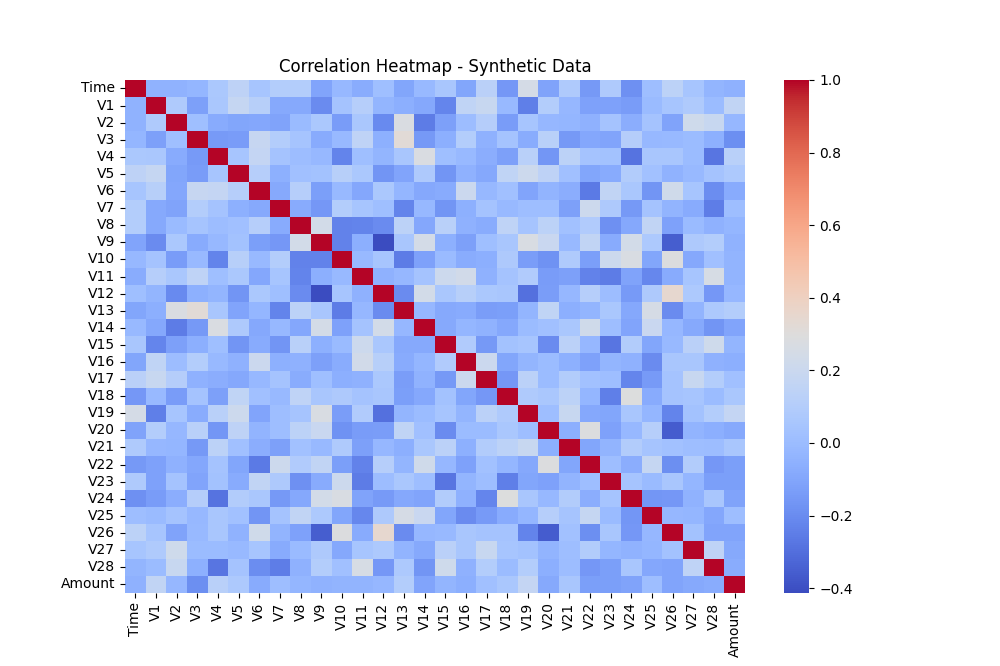 Correlation Heatmap - Synthetic Data
Time
V1
V2
V3
V4
V5
V6
V7
V8
V9
V10
V11
V12
V13
V14
V15
V16
V17
V18
V19
V20
V21
V22
V23
V24
V25
V26
V27
V28
Amount
Time
V1
V2
V3
V4
V5
V6
V7
V8
V9
V10
V11
V12
V13
V14
V15
V16
V17
V18
V19
V20
V21
V22
V23
V24
V25
V26
V27
V28
Amount
1.0
0.8
0.6
0.4
0.2
0.0
−0.2
−0.4